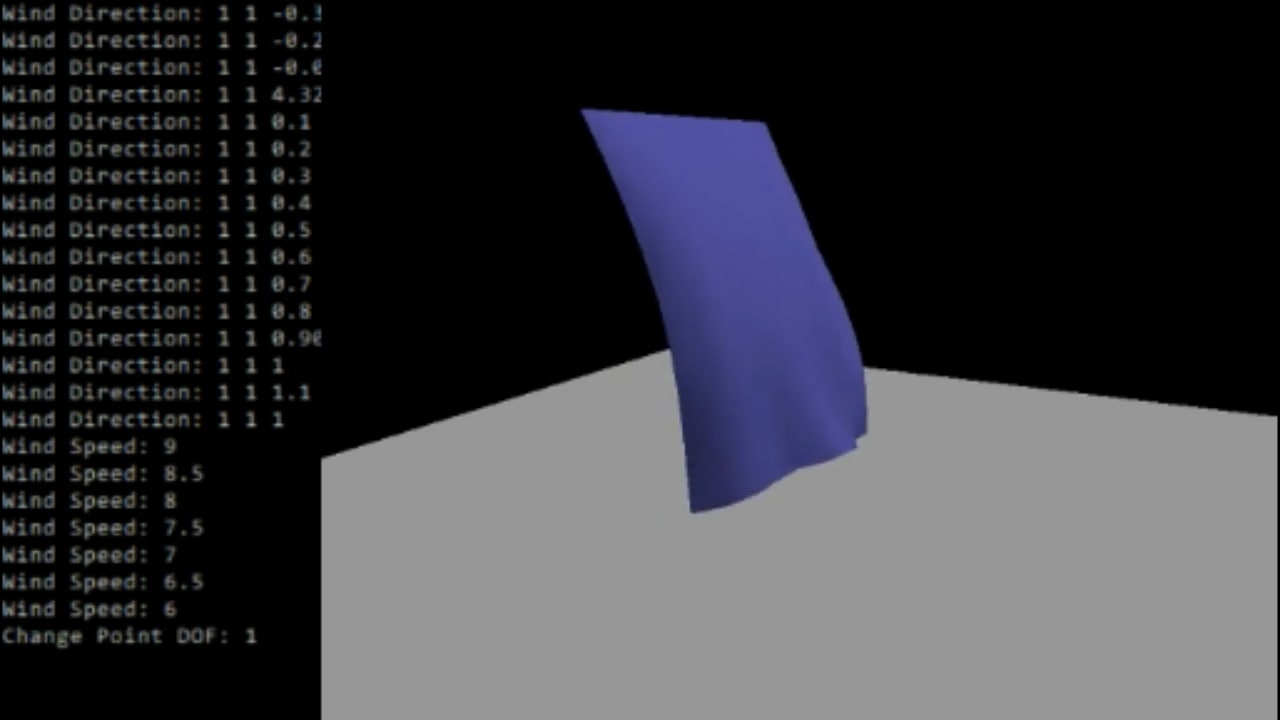 Wind Direction: 1 1 -0.3
Wind Direction: 1 1 -0.2
Wind Direction: 1 1 -0.0
Wind Direction: 1 1 4.32
Wind Direction: 1 1 0.1
Wind Direction: 1 1 0.2
Wind Direction: 1 1 0.3
Wind Direction: 1 1 0.4
Wind Direction: 1 1 0.5
Wind Direction: 1 1 0.6
Wind Direction: 1 1 0.7
Wind Direction: 1 1 0.8
Wind Direction: 1 1 0.90
Wind Direction: 1 1 1
Wind Direction: 1 1 1.1
Wind Direction: 1 1 1
Wind Speed: 9
Wind Speed: 8.5
Wind Speed: 8
Wind Speed: 7.5
Wind Speed: 7
Wind Speed: 6.5
Wind Speed: 6
Change Point DOF: 1